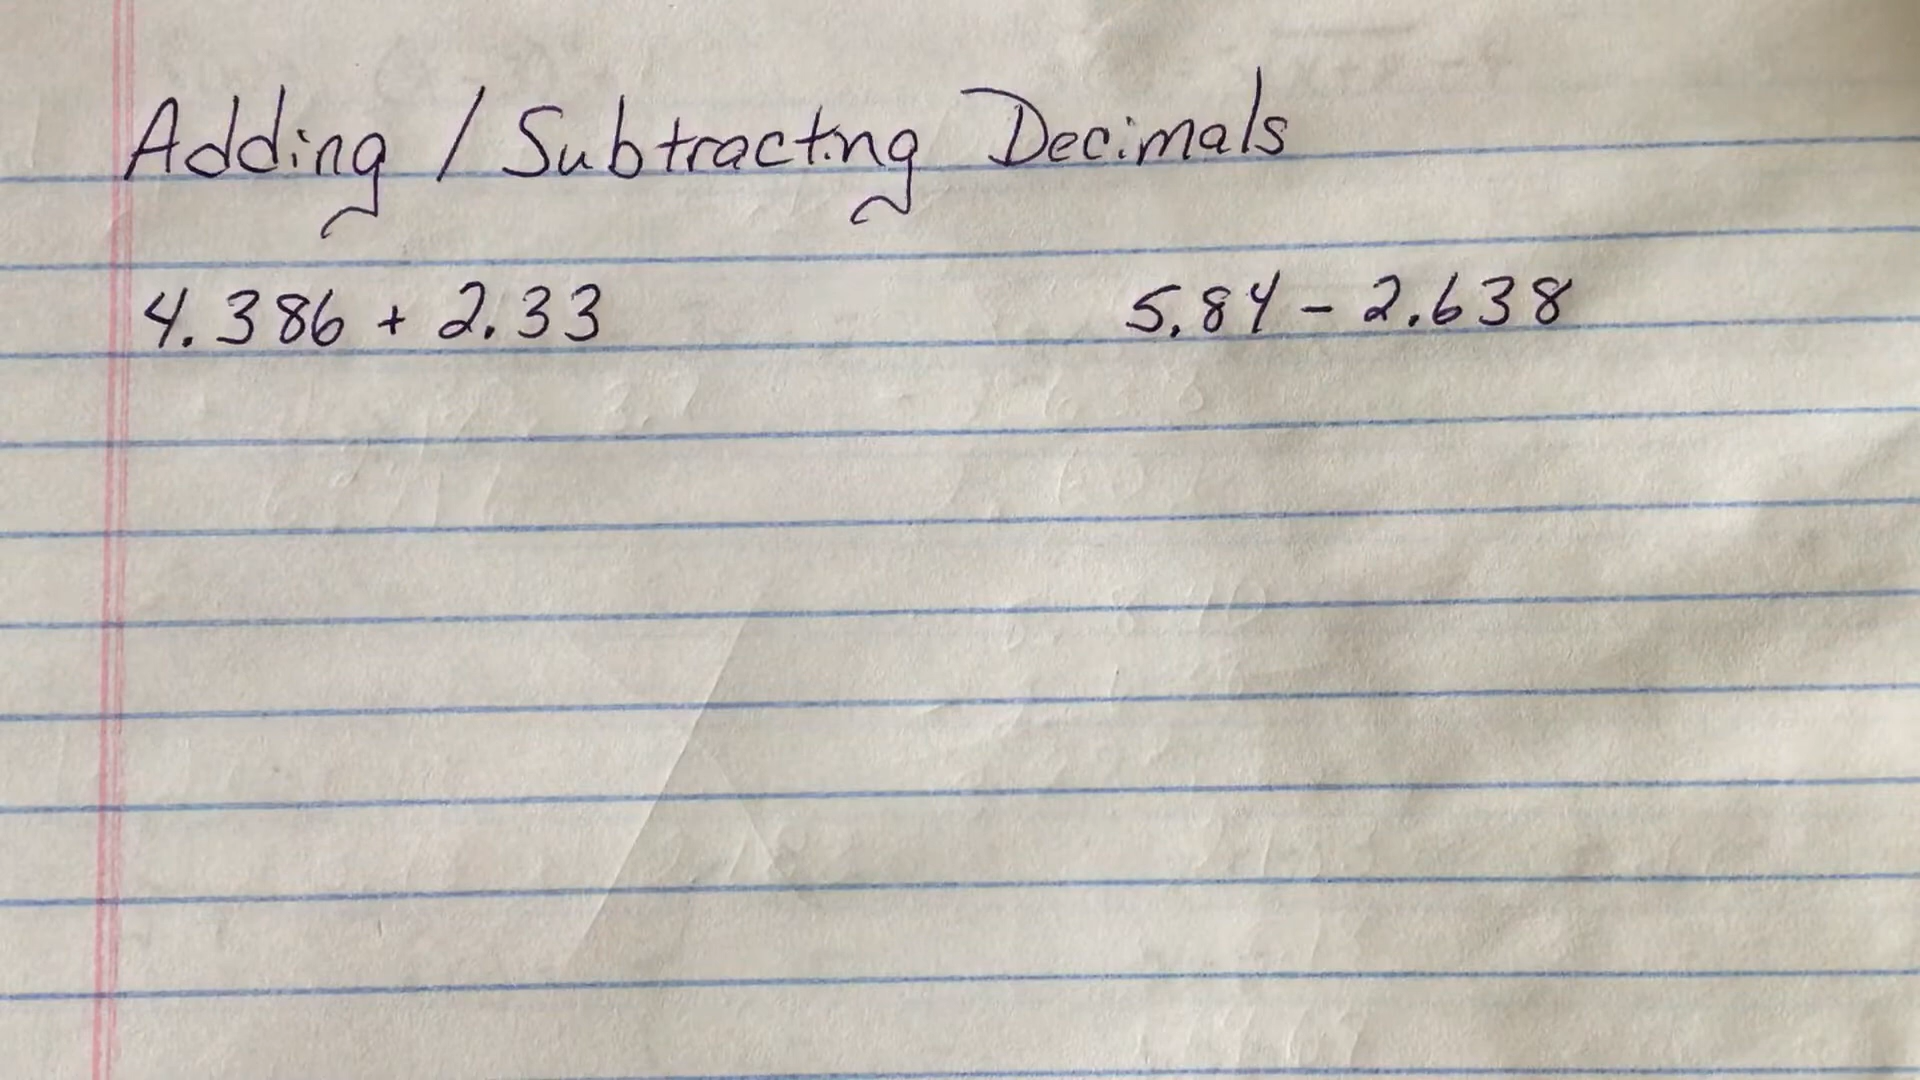 Adding / Subtracting Decimals
4.386 + 2.33
5.84 - 2.638